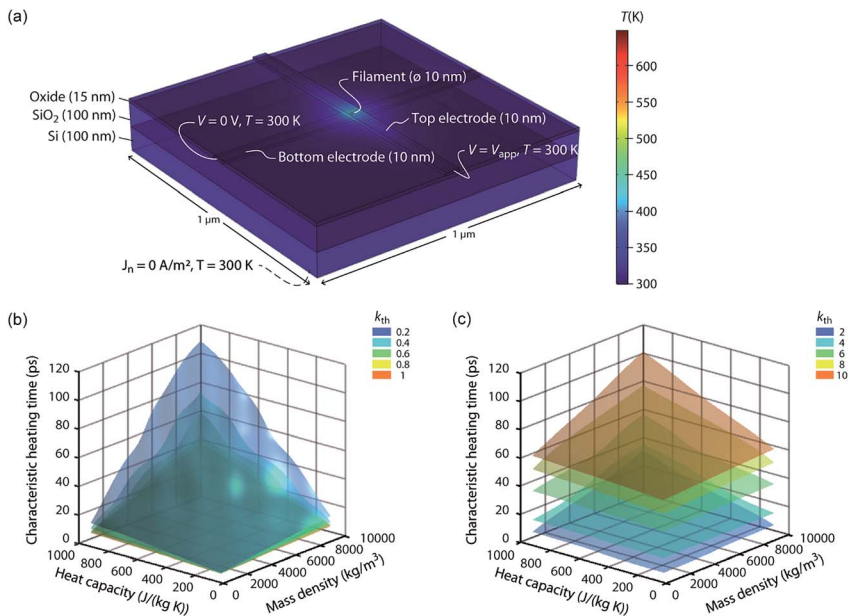 (a)
T(K)
600
550
500
450
400
350
300
Filament (ø 10 nm)
Oxide (15 nm)
SiO₂ (100 nm)
Si (100 nm)
V = 0 V, T = 300 K
Top electrode (10 nm)
Bottom electrode (10 nm)
V = Vapp, T = 300 K
1 µm
1 µm
Jn = 0 A/m², T = 300 K
(b)
kth
0.2
0.4
0.6
0.8
1
Characteristic heating time (ps)
120
100
80
60
40
20
0
1000
800
600
400
200
0
Heat capacity (J/(kg K))
0
2000
4000
6000
8000
10000
Mass density (kg/m³)
(c)
kth
2
4
6
8
10
Characteristic heating time (ps)
120
100
80
60
40
20
0
1000
800
600
400
200
0
Heat capacity (J/(kg K))
0
2000
4000
6000
8000
10000
Mass density (kg/m³)